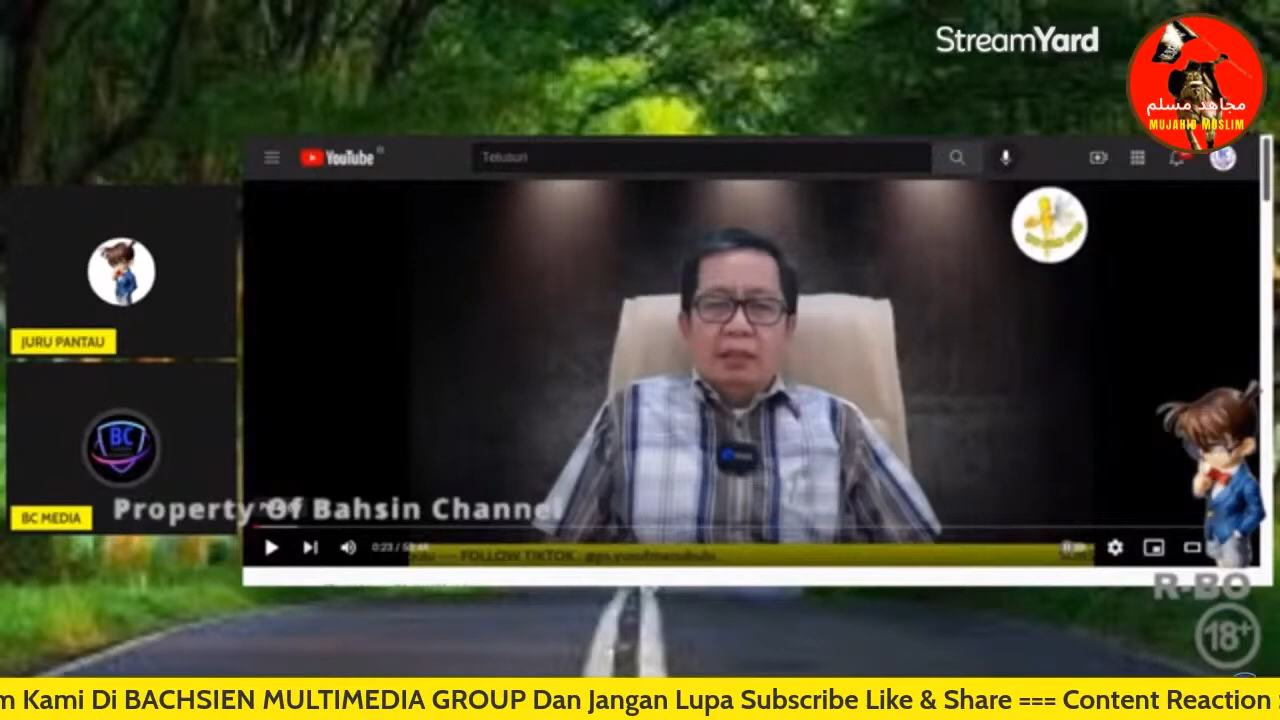 StreamYard
مجاهد مسلم
MUJAHID MOSLIM
YouTube
Telusuri
JURU PANTAU
BC
BC MEDIA
Property Of Bahsin Channel
0:23
FOLLOW TIKTOK
R-BO
18+
m Kami Di BACHSIEN MULTIMEDIA GROUP Dan Jangan Lupa Subscribe Like & Share === Content Reaction